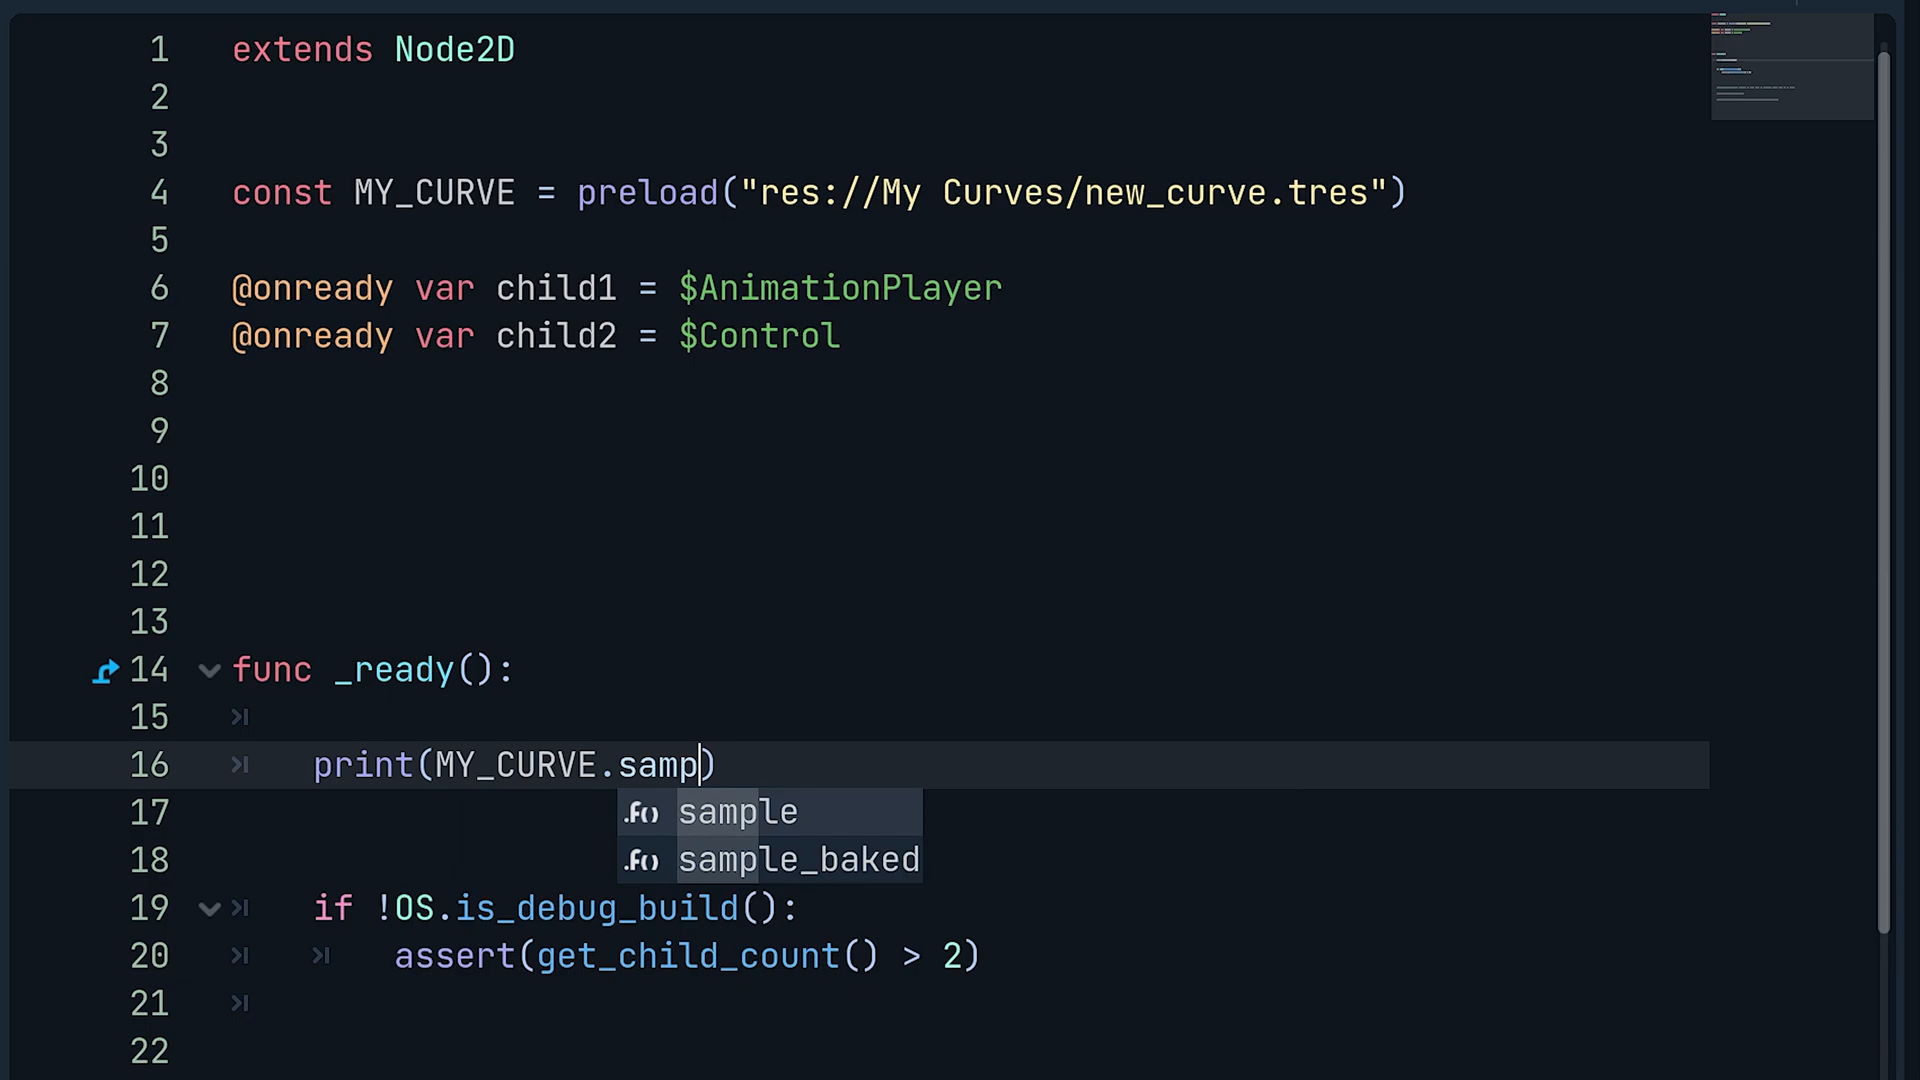 1 extends Node2D
2
3
4 const MY_CURVE = preload("res://My Curves/new_curve.tres")
5
6 @onready var child1 = $AnimationPlayer
7 @onready var child2 = $Control
8
9
10
11
12
13
14 func _ready():
15
16 print(MY_CURVE.samp)
17 .f() sample
18 .f() sample_baked
19 if !OS.is_debug_build():
20 assert(get_child_count() > 2)
21
22